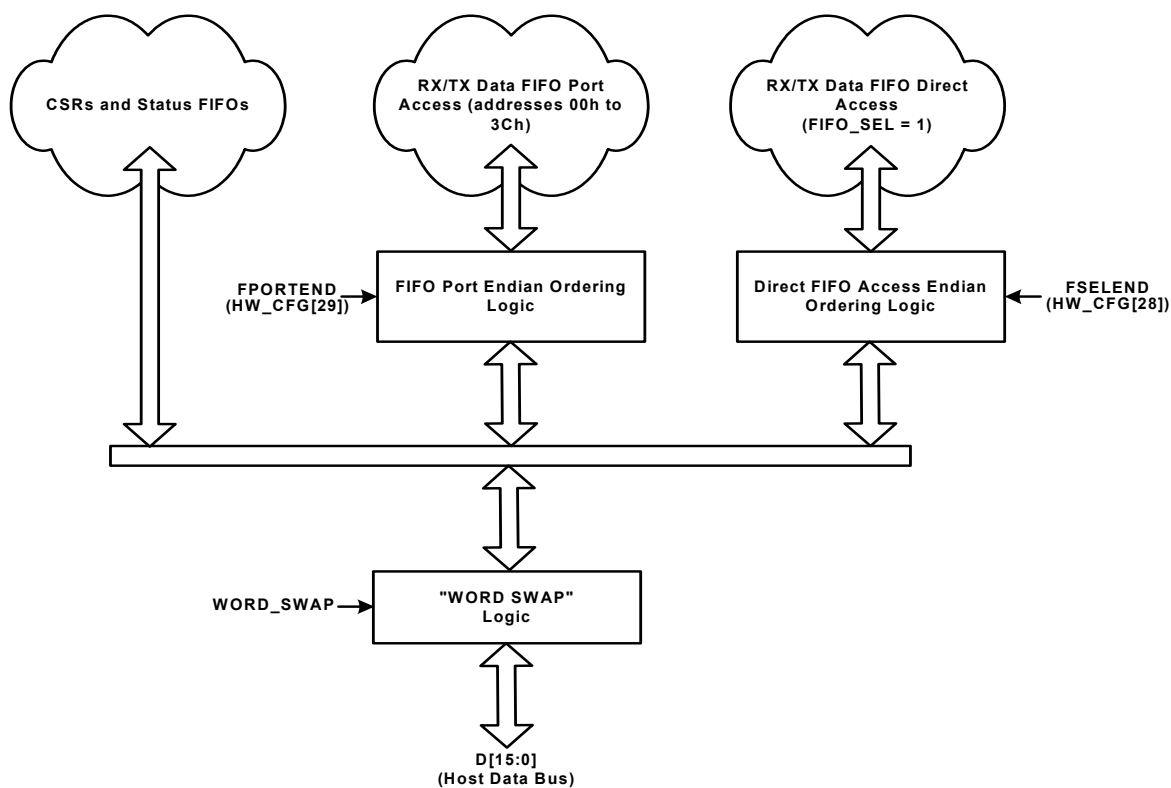 CSRs and Status FIFOs
RX/TX Data FIFO Port
Access (addresses 00h to
3Ch)
RX/TX Data FIFO Direct
Access
(FIFO_SEL = 1)
FPORTEND
(HW_CFG[29])
FIFO Port Endian Ordering
Logic
Direct FIFO Access Endian
Ordering Logic
FSELEND
(HW_CFG[28])
WORD_SWAP
"WORD SWAP"
Logic
D[15:0]
(Host Data Bus)